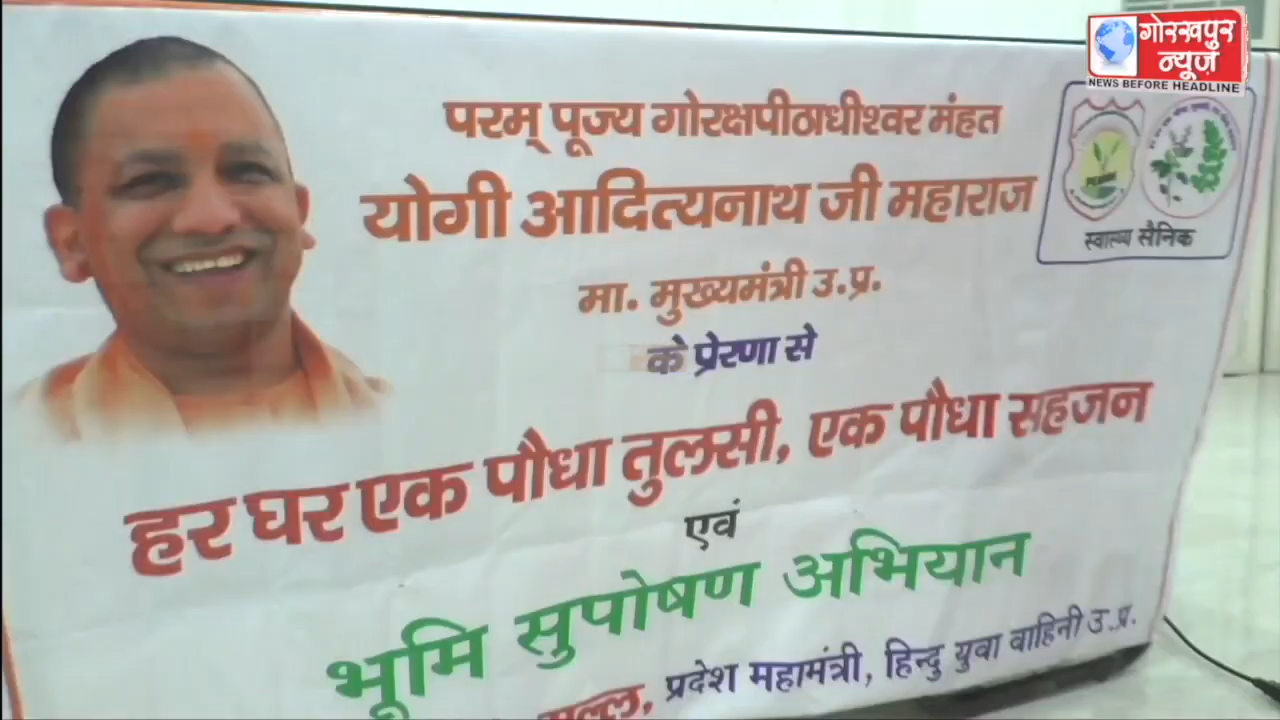 गोरखपुर
न्यूज़
NEWS BEFORE HEADLINE
परम् पूज्य गोरक्षपीठाधीश्वर मंहत
योगी आदित्यनाथ जी महाराज
स्वास्थ्य सैनिक
मा. मुख्यमंत्री उ.प्र.
के प्रेरणा से
हर घर एक पौधा तुलसी, एक पौधा सहजन
एवं
भूमि सुपोषण अभियान
प्रदेश महामंत्री, हिन्दु युवा वाहिनी उ.प्र.